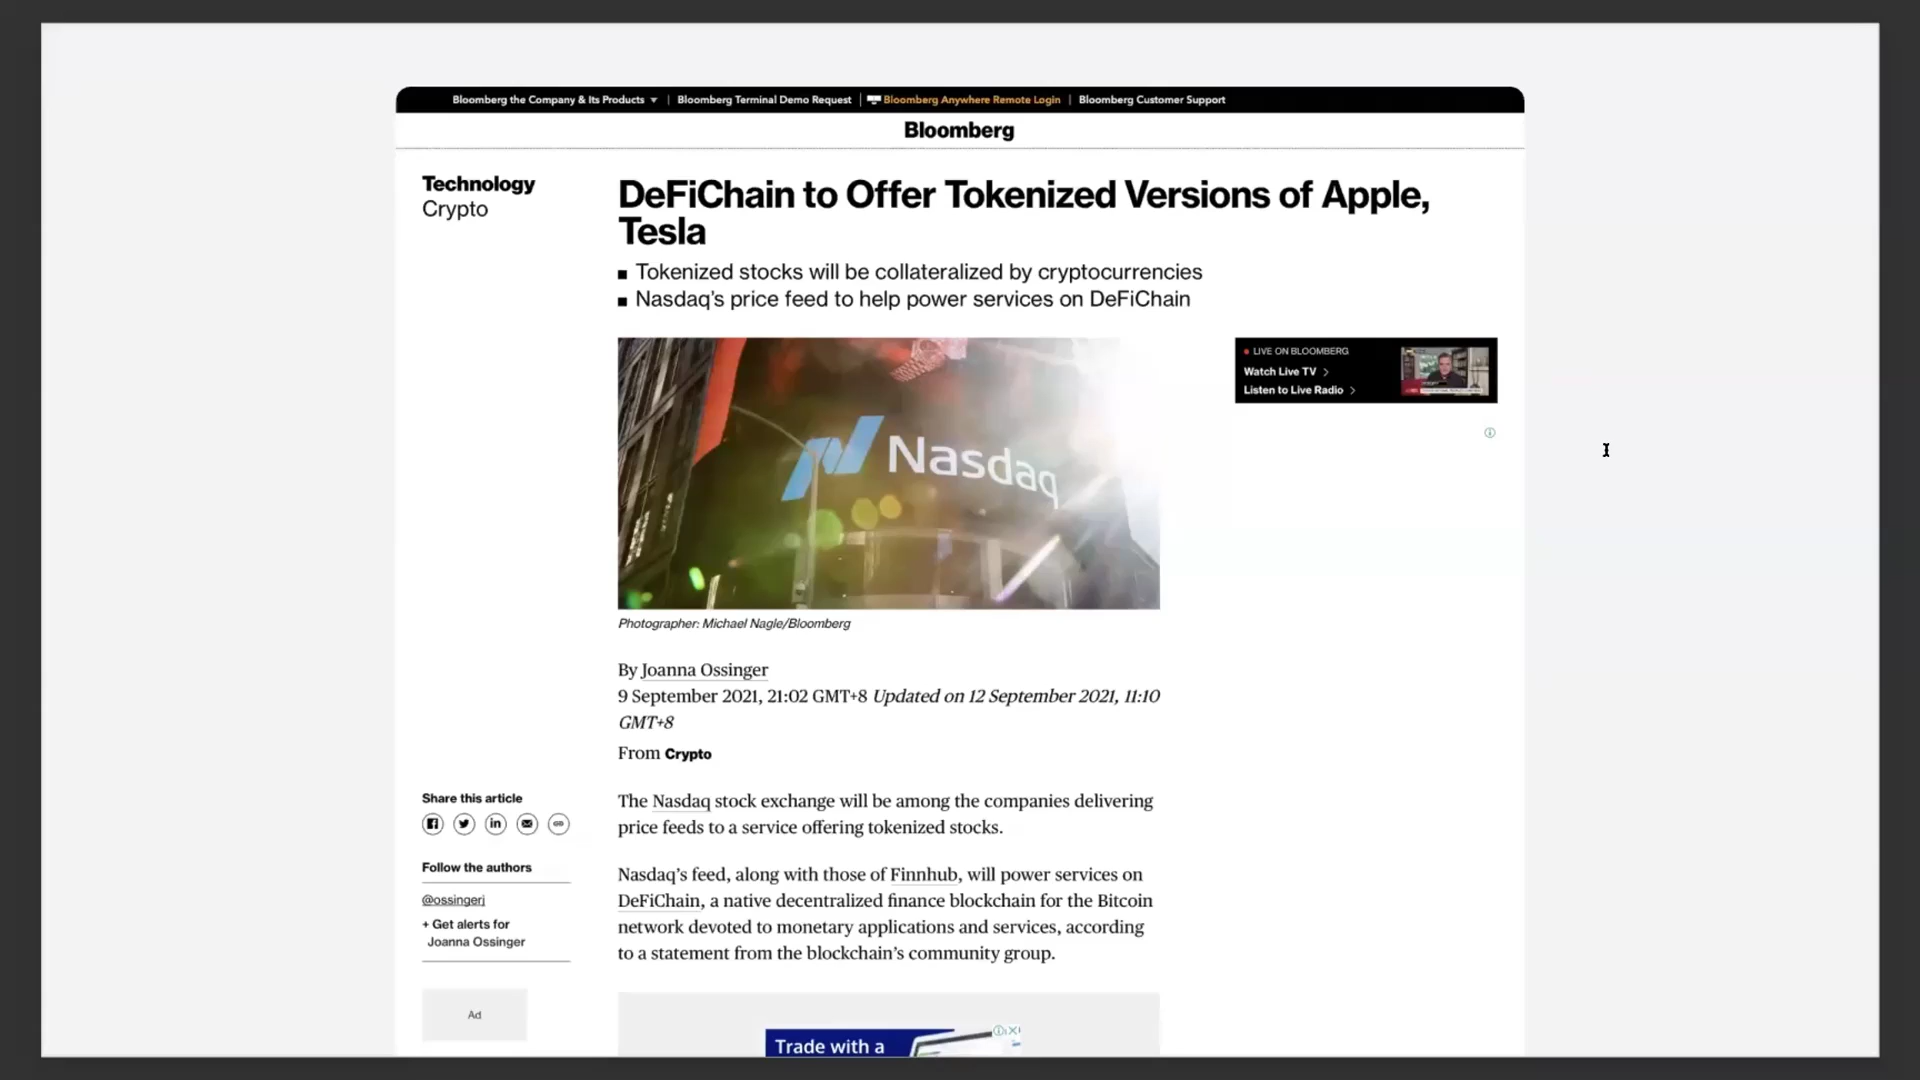 Bloomberg the Company & Its Products ▼ | Bloomberg Terminal Demo Request | Bloomberg Anywhere Remote Login | Bloomberg Customer Support
Bloomberg
Technology
Crypto
DeFiChain to Offer Tokenized Versions of Apple,
Tesla
■ Tokenized stocks will be collateralized by cryptocurrencies
■ Nasdaq's price feed to help power services on DeFiChain
Nasdaq
LIVE ON BLOOMBERG
Watch Live TV >
Listen to Live Radio >
Photographer: Michael Nagle/Bloomberg
By Joanna Ossinger
9 September 2021, 21:02 GMT+8 Updated on 12 September 2021, 11:10
GMT+8
From Crypto
Share this article
Follow the authors
@ossingerj
+ Get alerts for
Joanna Ossinger
Ad
The Nasdaq stock exchange will be among the companies delivering
price feeds to a service offering tokenized stocks.
Nasdaq's feed, along with those of Finnhub, will power services on
DeFiChain, a native decentralized finance blockchain for the Bitcoin
network devoted to monetary applications and services, according
to a statement from the blockchain's community group.
Trade with a